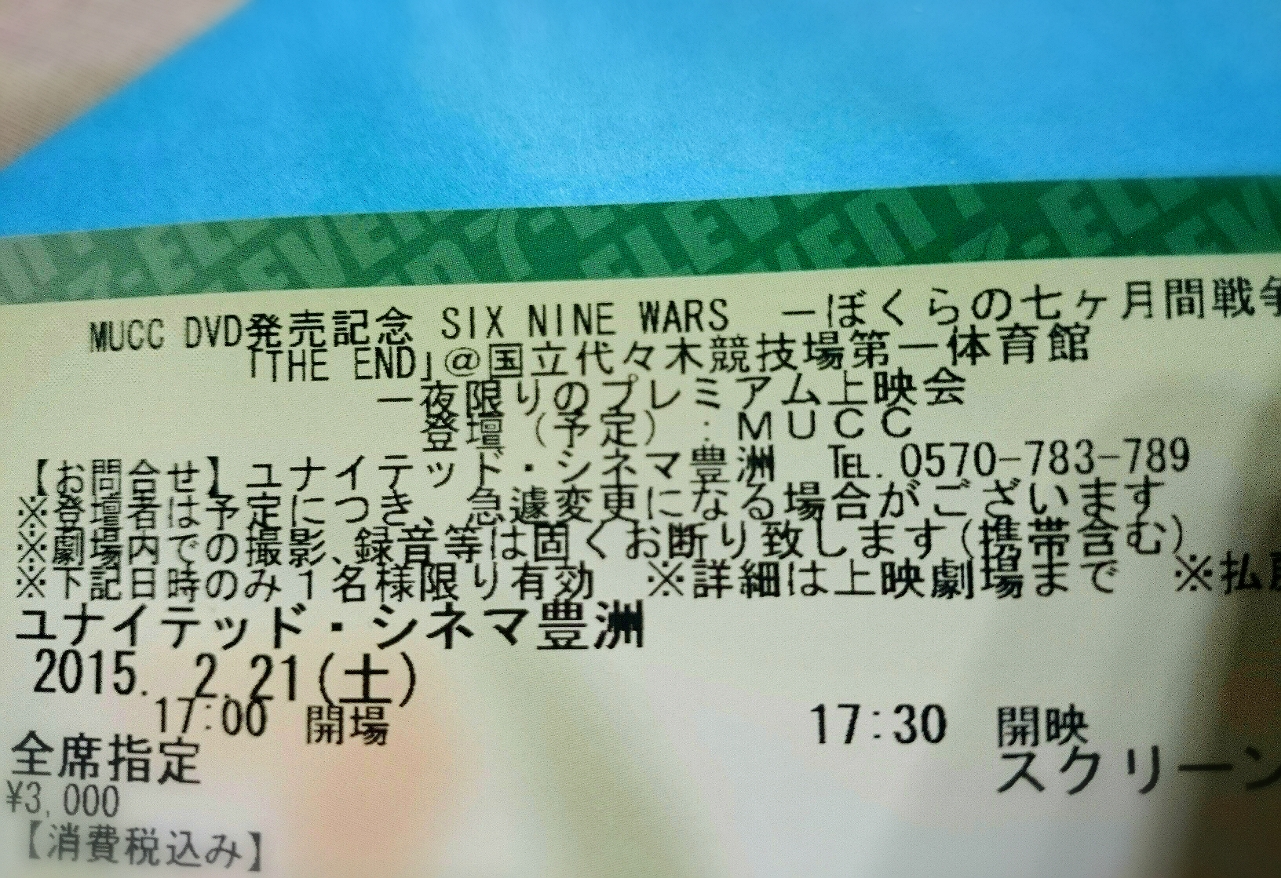 7-ELEVEN
MUCC DVD発売記念 SIX NINE WARS ーぼくらの七ヶ月間戦争
「THE END」@国立代々木競技場第一体育館
一夜限りのプレミアム上映会
登壇（予定）：ＭＵＣＣ
【お問合せ】ユナイテッド・シネマ豊洲 ℡. 0570-783-789
※登壇者は予定につき、急遽変更になる場合がございます
※劇場内での撮影、録音等は固くお断り致します(携帯含む)
※下記日時のみ１名様限り有効 ※詳細は上映劇場まで ※払
ユナイテッド・シネマ豊洲
2015. 2.21(土)
17:00 開場 17:30 開映
全席指定 スクリーン
¥3,000
【消費税込み】